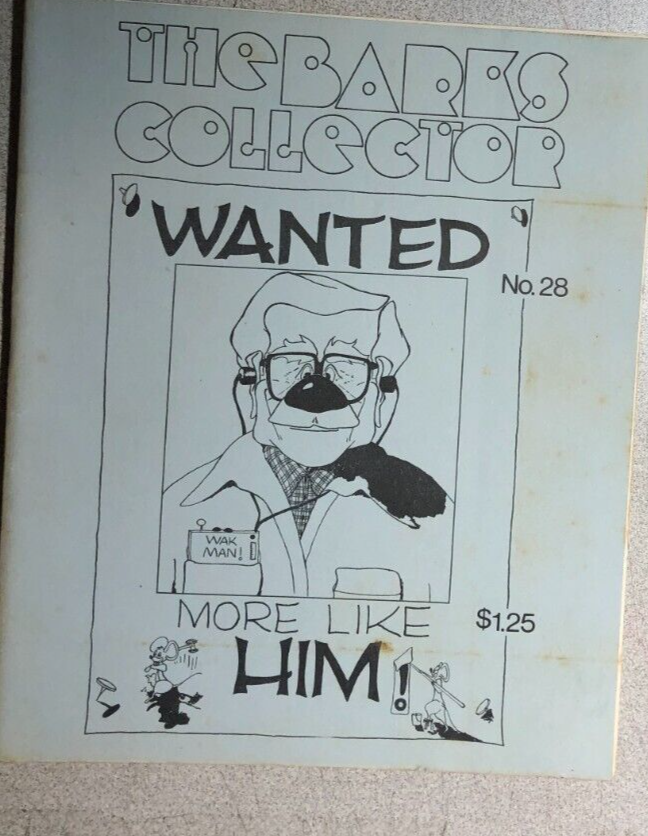 THe BARKS
COLLeCTOR
WANTED
No. 28
WAK
MAN!
MORE LIKE
$1.25
HIM!